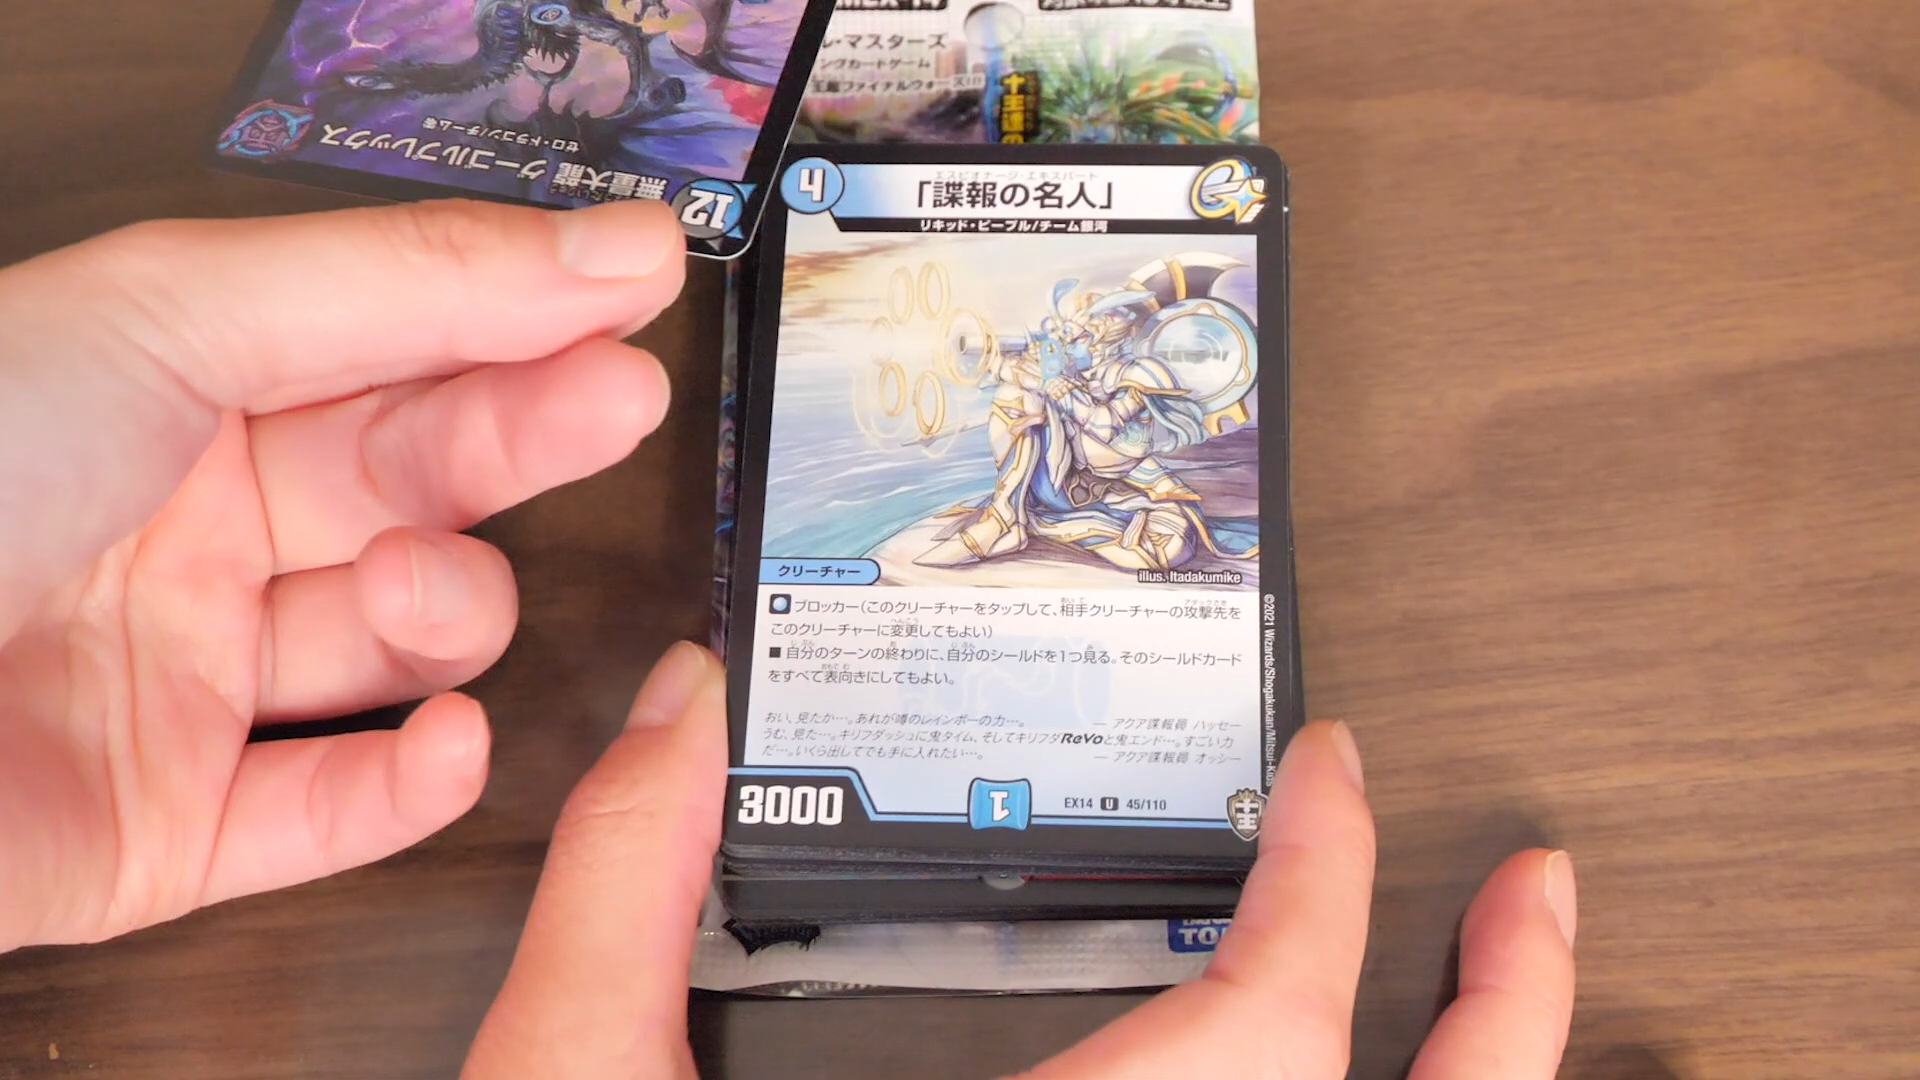 ル・マスターズ
ングカードゲーム
王超ファイナルウォーズ!!!
十王達の
無量大龍 グーゴルプレックス
ゼロ・ドラゴン/チーム零
12
4
エスピオナージ・エキスパート
「諜報の名人」
リキッド・ピープル/チーム銀河
クリーチャー
illus. Itadakumike
ブロッカー(このクリーチャーをタップして、相手クリーチャーの攻撃先を
このクリーチャーに変更してもよい)
■ 自分のターンの終わりに、自分のシールドを1つ見る。そのシールドカード
をすべて表向きにしてもよい。
おい、見たか…。あれが噂のレインボーの力…。 — アクア諜報員 ハッセー
うむ、見た…。キリフダッシュに鬼タイム、そしてキリフダReVoと鬼エンド…。すごい力
だ…。いくら出してでも手に入れたい…。 — アクア諜報員 オッシー
3000
1
EX14 U 45/110
十王
©2021 Wizards/Shogakukan/Mitsui-Kids